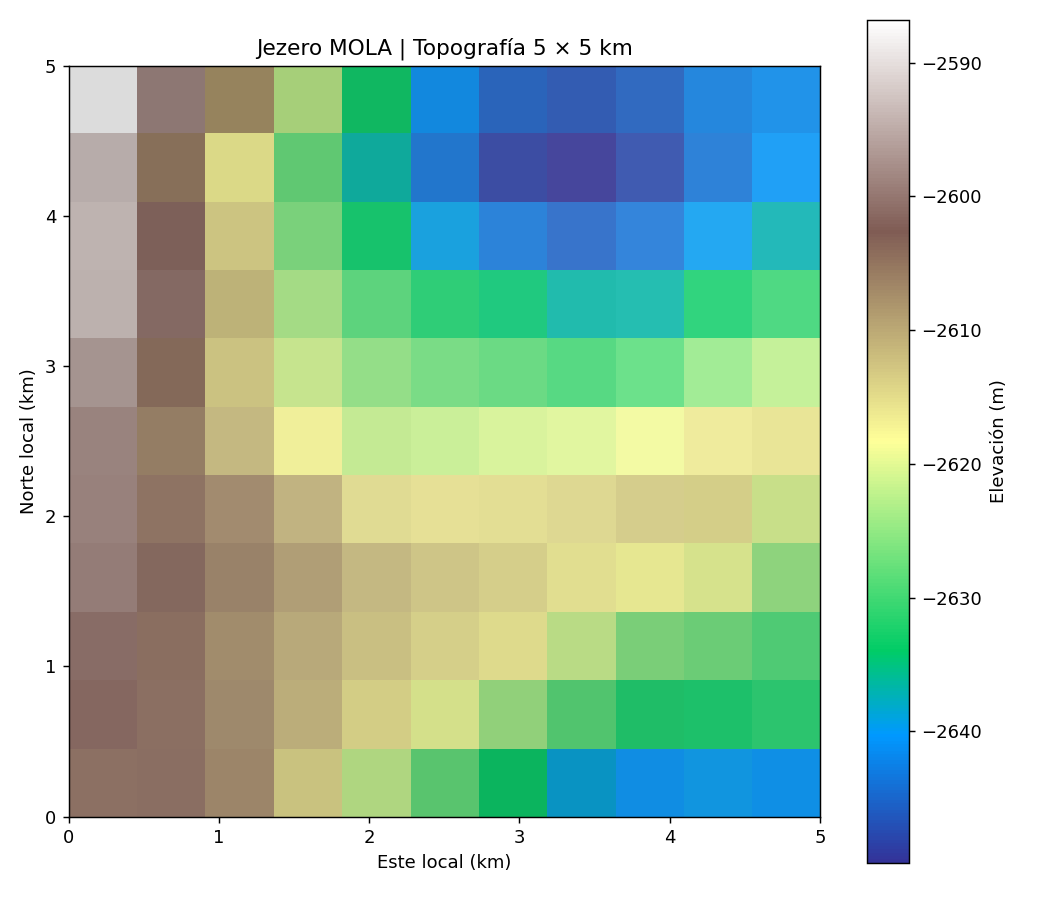 Jezero MOLA | Topografía 5 × 5 km
5
4
3
2
1
0
Norte local (km)
0 1 2 3 4 5
Este local (km)
−2590
−2600
−2610
−2620
−2630
−2640
Elevación (m)